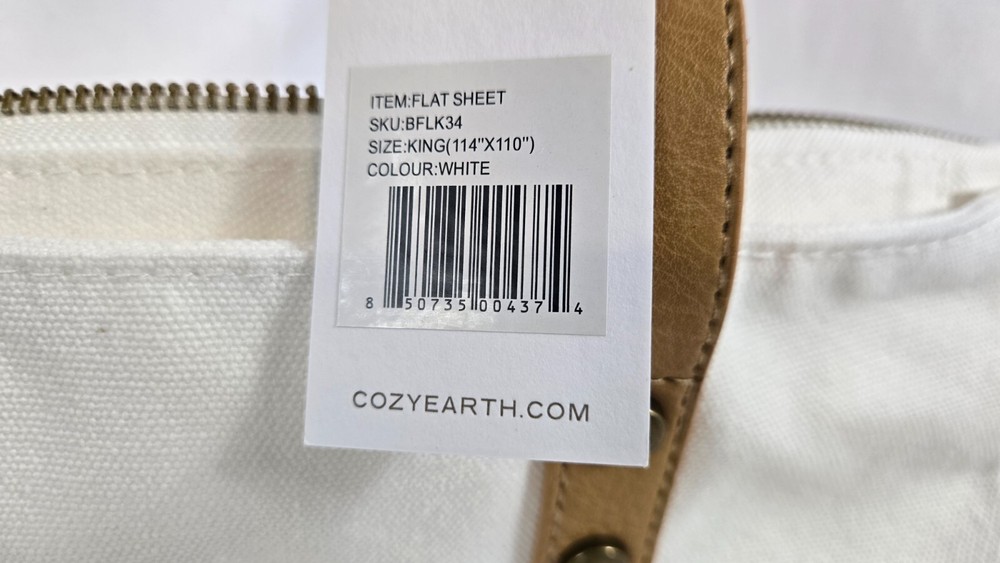 ITEM:FLAT SHEET
SKU:BFLK34
SIZE:KING(114"X110")
COLOUR:WHITE
8 50735 00437 4
COZYEARTH.COM